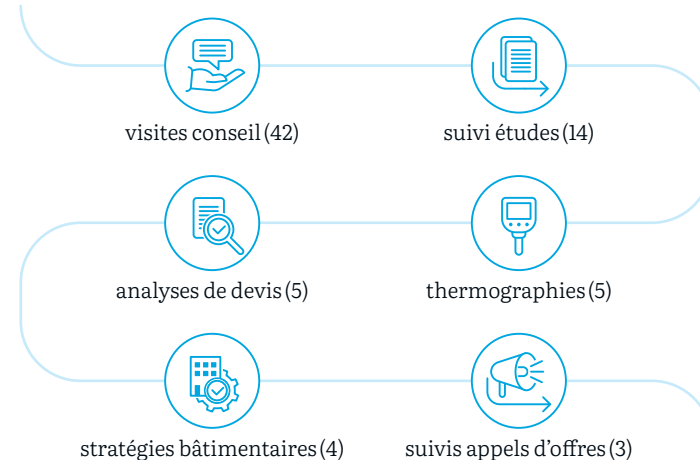 visites conseil (42)
suivi études (14)
analyses de devis (5)
thermographies (5)
stratégies bâtimentaires (4)
suivis appels d’offres (3)